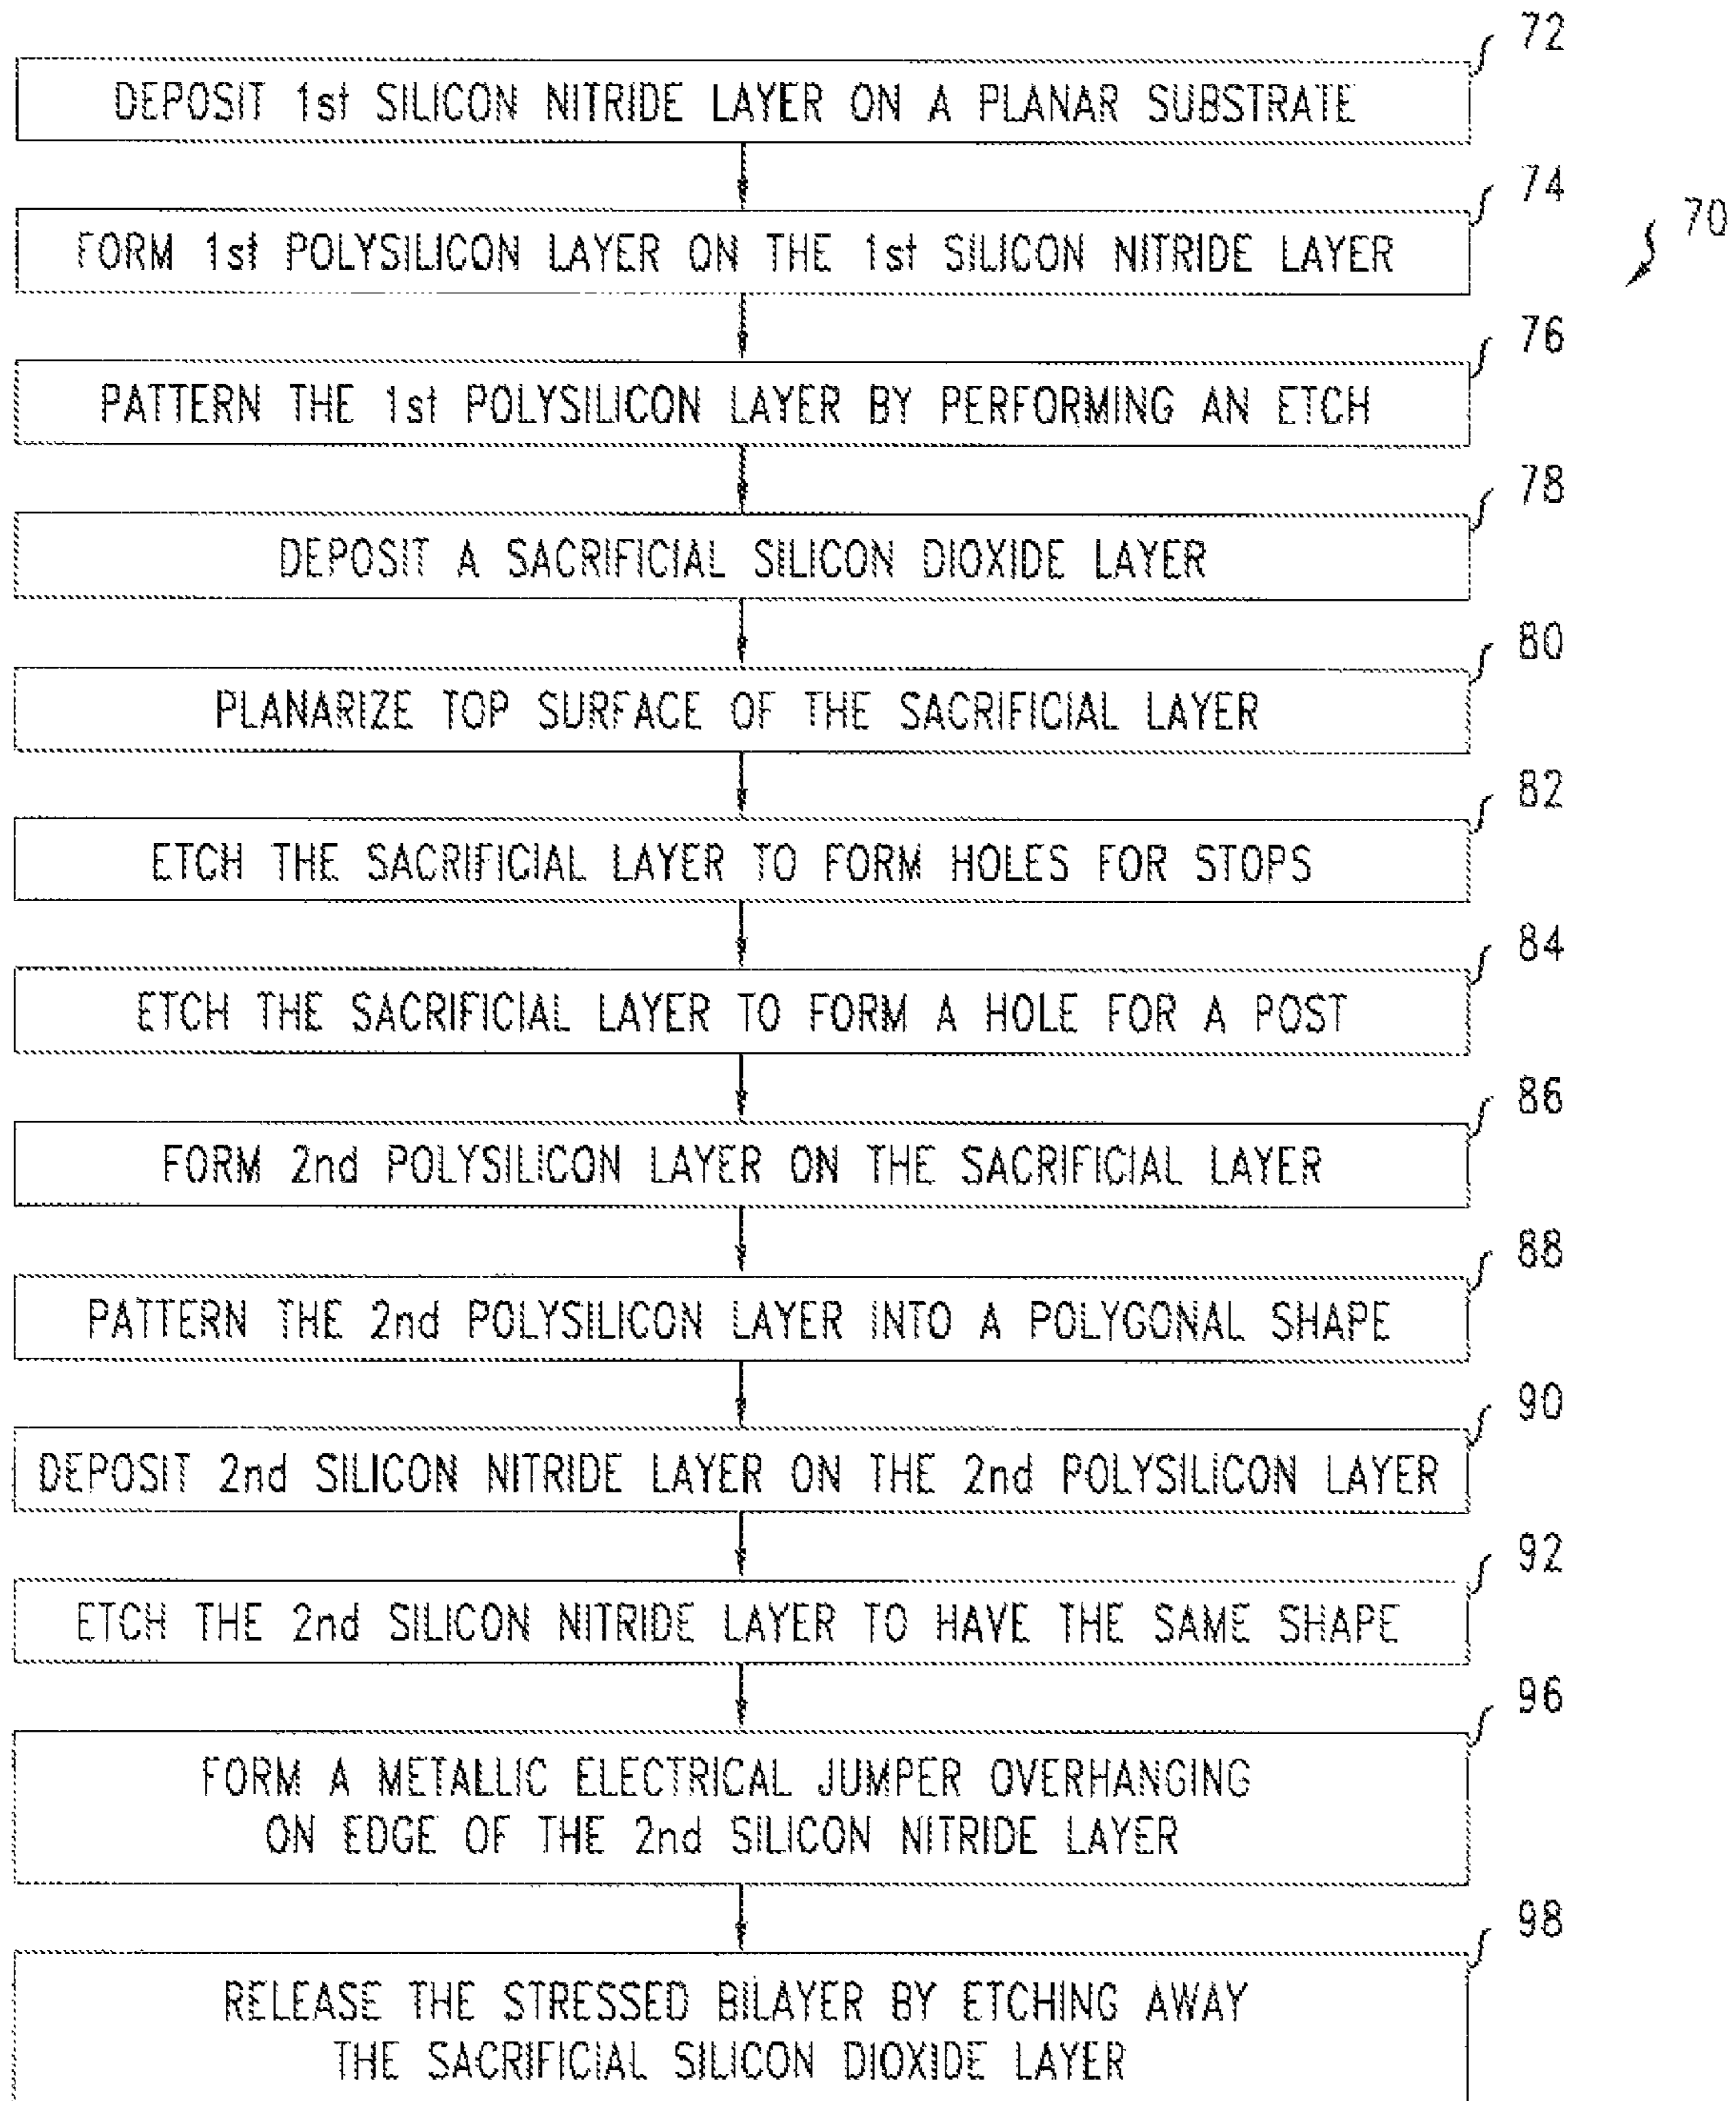 72
DEPOSIT 1st SILICON NITRIDE LAYER ON A PLANAR SUBSTRATE
74
70
FORM 1st POLYSILICON LAYER ON THE 1st SILICON NITRIDE LAYER
76
PATTERN THE 1st POLYSILICON LAYER BY PERFORMING AN ETCH
78
DEPOSIT A SACRIFICIAL SILICON DIOXIDE LAYER
80
PLANARIZE TOP SURFACE OF THE SACRIFICIAL LAYER
82
ETCH THE SACRIFICIAL LAYER TO FORM HOLES FOR STOPS
84
ETCH THE SACRIFICIAL LAYER TO FORM A HOLE FOR A POST
86
FORM 2nd POLYSILICON LAYER ON THE SACRIFICIAL LAYER
88
PATTERN THE 2nd POLYSILICON LAYER INTO A POLYGONAL SHAPE
90
DEPOSIT 2nd SILICON NITRIDE LAYER ON THE 2nd POLYSILICON LAYER
92
ETCH THE 2nd SILICON NITRIDE LAYER TO HAVE THE SAME SHAPE
96
FORM A METALLIC ELECTRICAL JUMPER OVERHANGING
ON EDGE OF THE 2nd SILICON NITRIDE LAYER
98
RELEASE THE STRESSED BILAYER BY ETCHING AWAY
THE SACRIFICIAL SILICON DIOXIDE LAYER